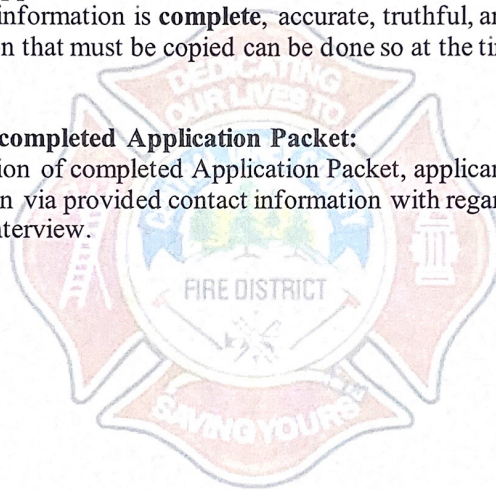 information is complete, accurate, truthful, an
n that must be copied can be done so at the ti
DEDICATING
OUR LIVES TO
completed Application Packet:
ion of completed Application Packet, applican
n via provided contact information with regar
nterview.
FIRE DISTRICT
SAVING YOURS